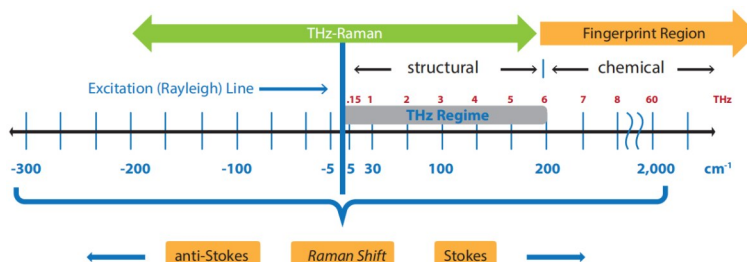 THz-Raman Fingerprint Region
structural chemical
Excitation (Rayleigh) Line
.15 1 2 3 4 5 6 7 8 60 THz
THz Regime
-300 -200 -100 -5 5 30 100 200 2,000 cm⁻¹
anti-Stokes Raman Shift Stokes